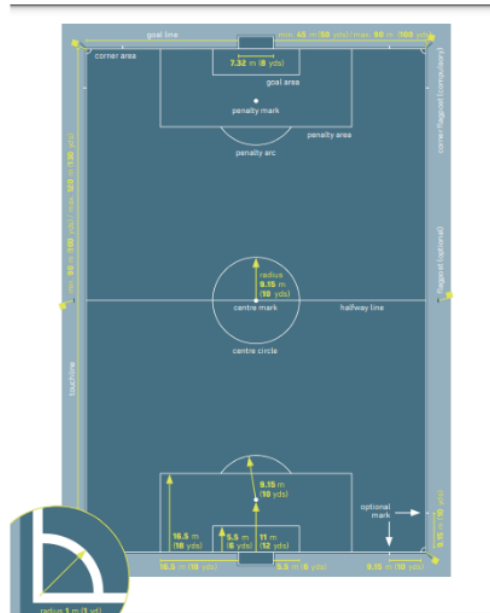 goal line
min. 45 m (50 yds)/max. 90 m (100 yds)
corner area
7.32 m (8 yds)
goal area
penalty mark
penalty area
penalty arc
corner flagpost (compulsory)
min. 90 m (100 yds)/max. 120 m (130 yds)
flagpost (optional)
radius
9.15 m
(10 yds)
centre mark
halfway line
centre circle
touchline
9.15 m
(10 yds)
optional
mark
9.15 m (10 yds)
16.5 m
(18 yds)
5.5 m
(6 yds)
11 m
(12 yds)
16.5 m (18 yds)
5.5 m (6 yds)
9.15 m (10 yds)
radius 1 m (1 yd)